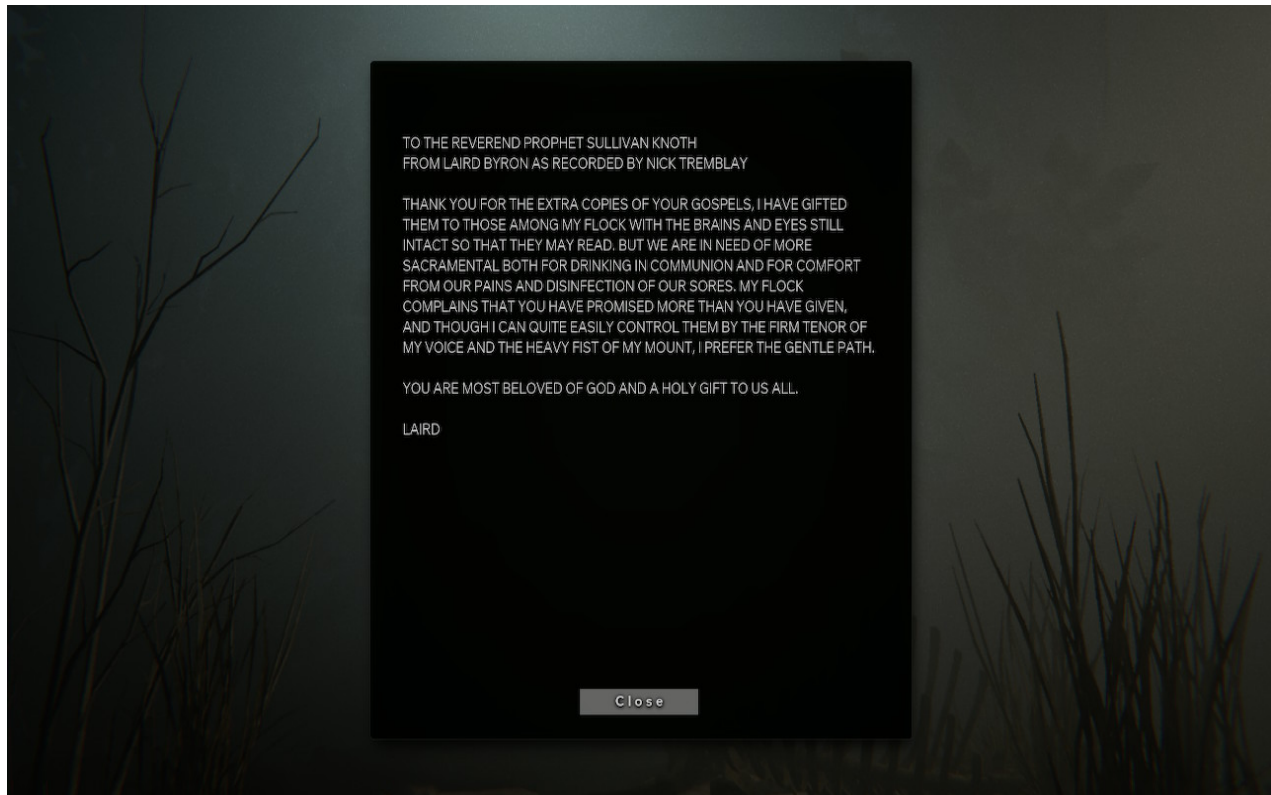 TO THE REVEREND PROPHET SULLIVAN KNOTH
FROM LAIRD BYRON AS RECORDED BY NICK TREMBLAY
THANK YOU FOR THE EXTRA COPIES OF YOUR GOSPELS, I HAVE GIFTED
THEM TO THOSE AMONG MY FLOCK WITH THE BRAINS AND EYES STILL
INTACT SO THAT THEY MAY READ. BUT WE ARE IN NEED OF MORE
SACRAMENTAL BOTH FOR DRINKING IN COMMUNION AND FOR COMFORT
FROM OUR PAINS AND DISINFECTION OF OUR SORES. MY FLOCK
COMPLAINS THAT YOU HAVE PROMISED MORE THAN YOU HAVE GIVEN,
AND THOUGH I CAN QUITE EASILY CONTROL THEM BY THE FIRM TENOR OF
MY VOICE AND THE HEAVY FIST OF MY MOUNT, I PREFER THE GENTLE PATH.
YOU ARE MOST BELOVED OF GOD AND A HOLY GIFT TO US ALL.
LAIRD
Close